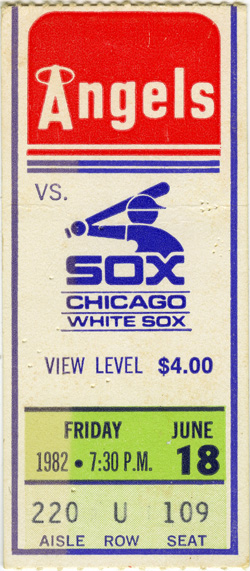 Angels
VS.
SOX
CHICAGO
WHITE SOX
VIEW LEVEL $4.00
FRIDAY JUNE
1982 • 7:30 P.M. 18
220 U 109
AISLE ROW SEAT